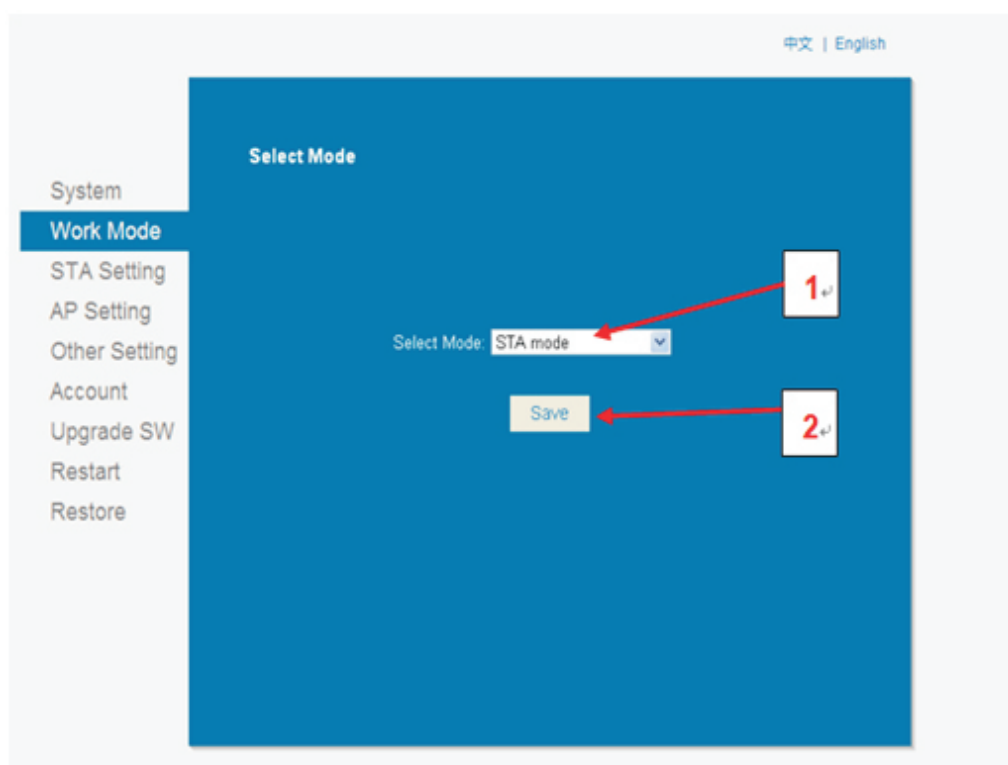 中文 | English
Select Mode
System
Work Mode
STA Setting
AP Setting
Other Setting
Account
Upgrade SW
Restart
Restore
1↵
Select Mode: STA mode
Save
2↵